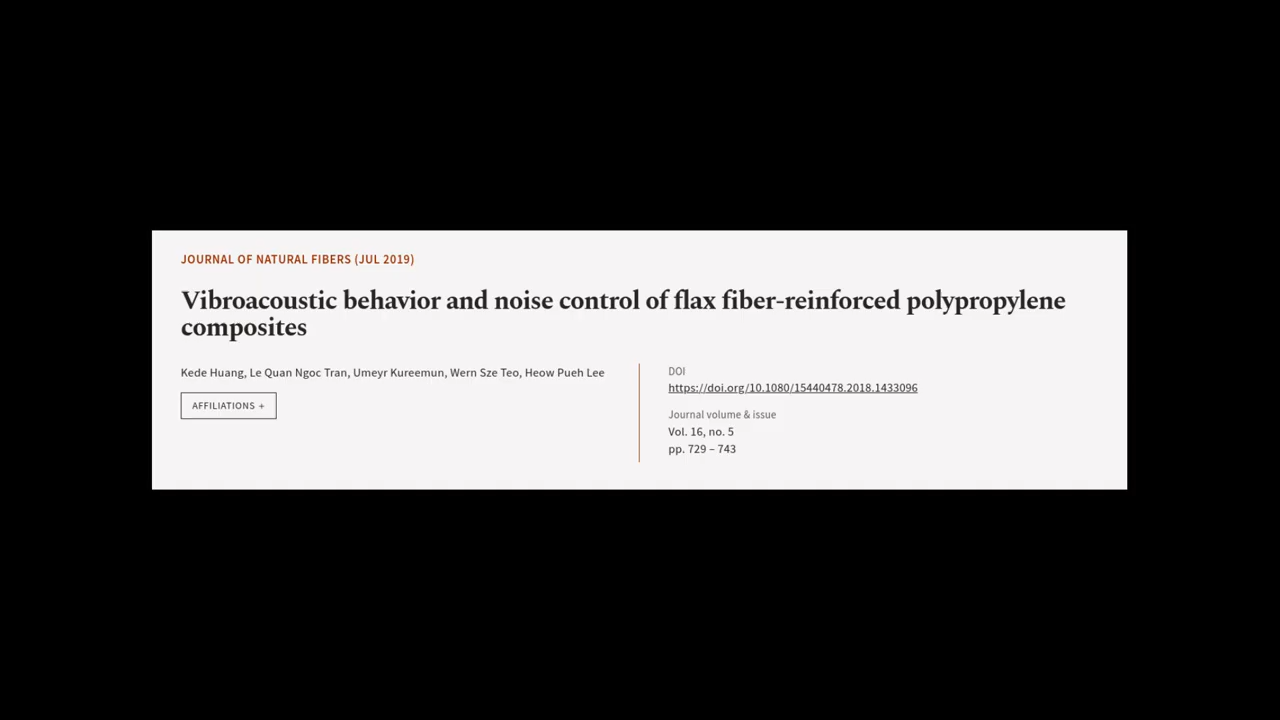 JOURNAL OF NATURAL FIBERS (JUL 2019)
Vibroacoustic behavior and noise control of flax fiber-reinforced polypropylene
composites
Kede Huang, Le Quan Ngoc Tran, Umeyr Kureemun, Wern Sze Teo, Heow Pueh Lee
AFFILIATIONS +
DOI
https://doi.org/10.1080/15440478.2018.1433096
Journal volume & issue
Vol. 16, no. 5
pp. 729 – 743